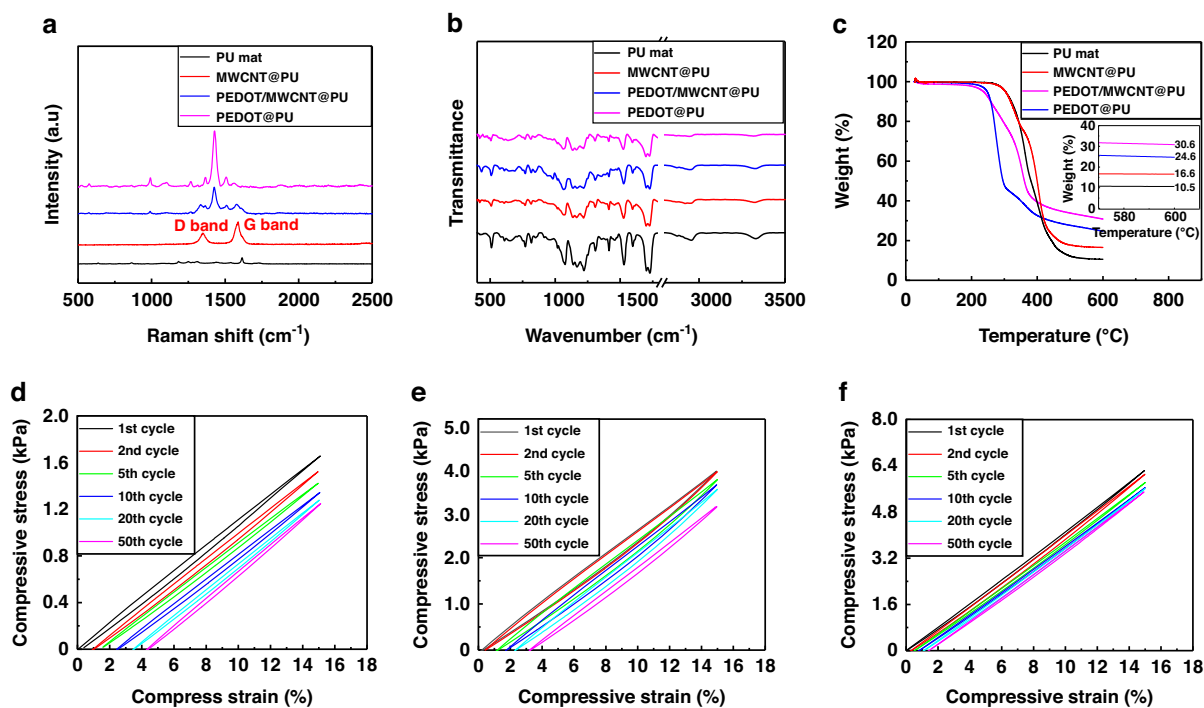 a
Intensity (a.u)
PU mat
MWCNT@PU
PEDOT/MWCNT@PU
PEDOT@PU
D band
G band
500 1000 1500 2000 2500
Raman shift (cm-1)
b
Transmittance
PU mat
MWCNT@PU
PEDOT/MWCNT@PU
PEDOT@PU
500 1000 1500 3000 3500
Wavenumber (cm-1)
c
Weight (%)
120
100
80
60
40
20
0
PU mat
MWCNT@PU
PEDOT/MWCNT@PU
PEDOT@PU
Weight (%)
40
30
20
10
0
30.6
24.6
16.6
10.5
580 600
Temperature (°C)
0 200 400 600 800
Temperature (°C)
d
Compressive stress (kPa)
2.0
1.6
1.2
0.8
0.4
0
1st cycle
2nd cycle
5th cycle
10th cycle
20th cycle
50th cycle
0 2 4 6 8 10 12 14 16 18
Compress strain (%)
e
Compressive stress (kPa)
5.0
4.0
3.0
2.0
1.0
0
1st cycle
2nd cycle
5th cycle
10th cycle
20th cycle
50th cycle
0 2 4 6 8 10 12 14 16 18
Compressive strain (%)
f
Compressive stress (kPa)
8.0
6.4
4.8
3.2
1.6
0
1st cycle
2nd cycle
5th cycle
10th cycle
20th cycle
50th cycle
0 2 4 6 8 10 12 14 16 18
Compressive strain (%)